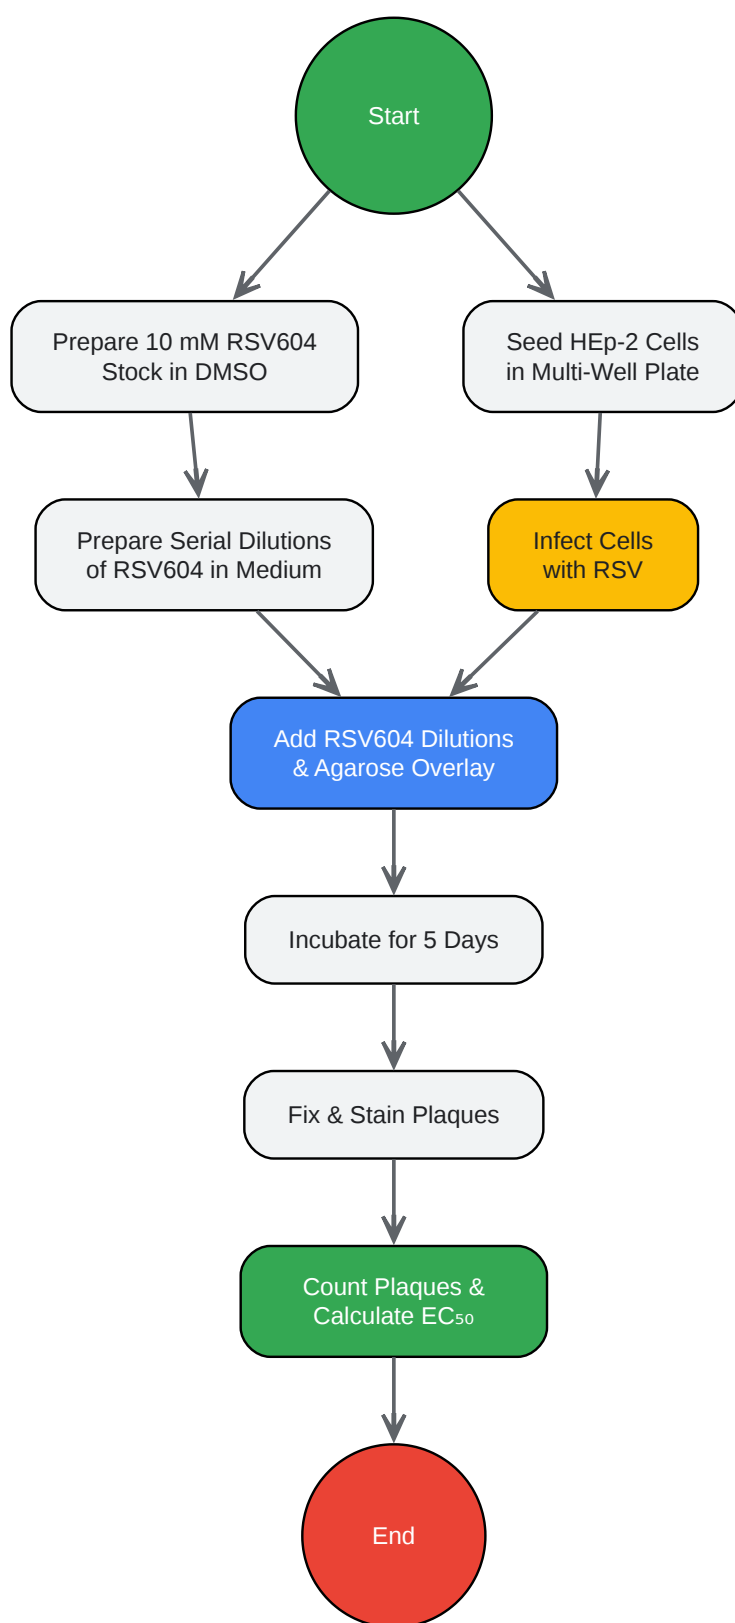 Start
Prepare 10 mM RSV604
Stock in DMSO
Seed HEp-2 Cells
in Multi-Well Plate
Prepare Serial Dilutions
of RSV604 in Medium
Infect Cells
with RSV
Add RSV604 Dilutions
& Agarose Overlay
Incubate for 5 Days
Fix & Stain Plaques
Count Plaques &
Calculate EC₅₀
End